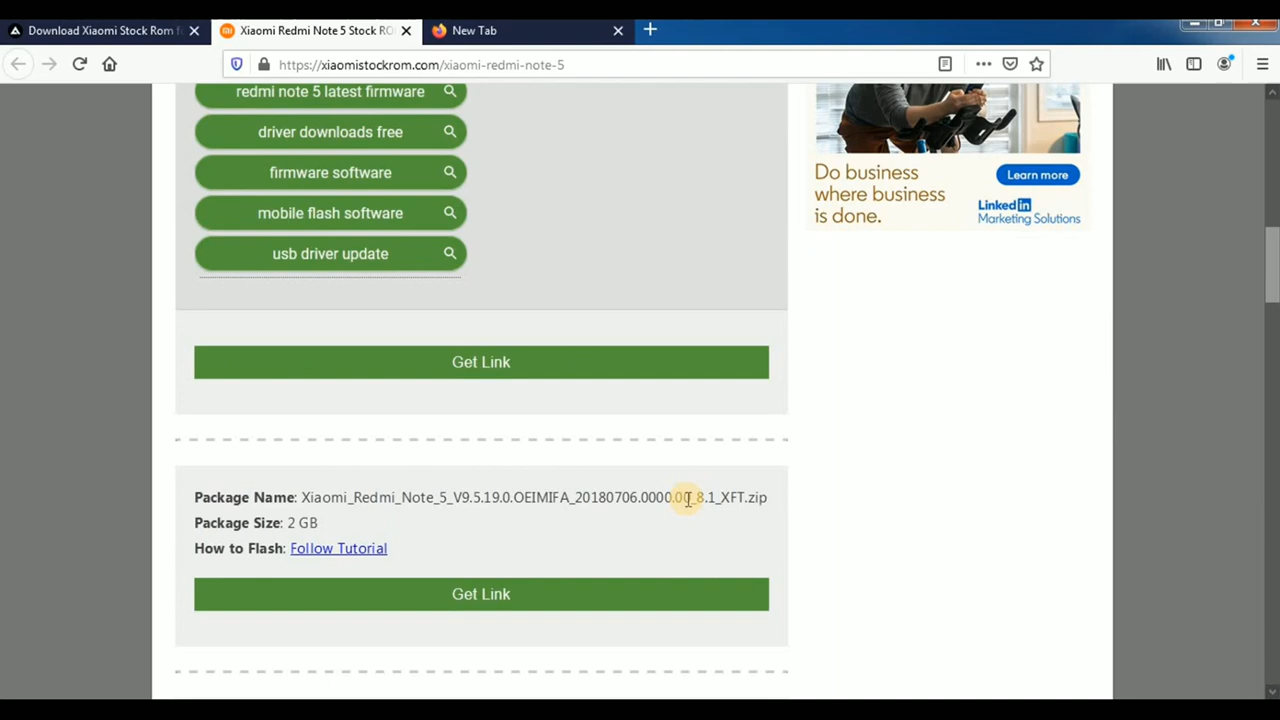 Download Xiaomi Stock Rom f
Xiaomi Redmi Note 5 Stock RO
New Tab
https://xiaomistockrom.com/xiaomi-redmi-note-5
redmi note 5 latest firmware
driver downloads free
firmware software
mobile flash software
usb driver update
Do business
where business
is done.
Learn more
Linked in
Marketing Solutions
Get Link
Package Name: Xiaomi_Redmi_Note_5_V9.5.19.0.OEIMIFA_20180706.0000.00_8.1_XFT.zip
Package Size: 2 GB
How to Flash: Follow Tutorial
Get Link